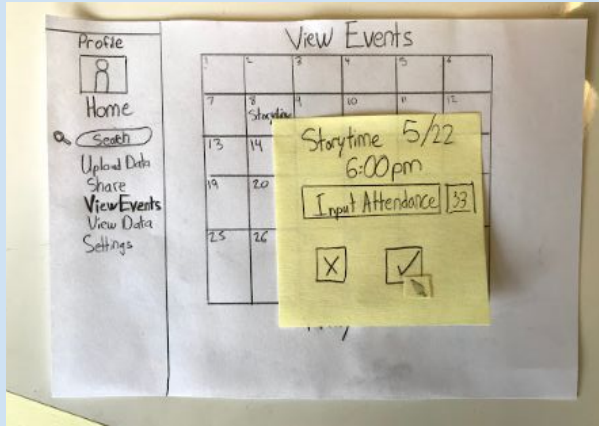 Profile
Home
Search
Upload Data
Share
View Events
View Data
Settings
View Events
1 2 3 4 5 6
7 8 9 10 11 12
Storytime
13 14
19 20
25 26
Storytime 5/22
6:00pm
Input Attendance 33
X